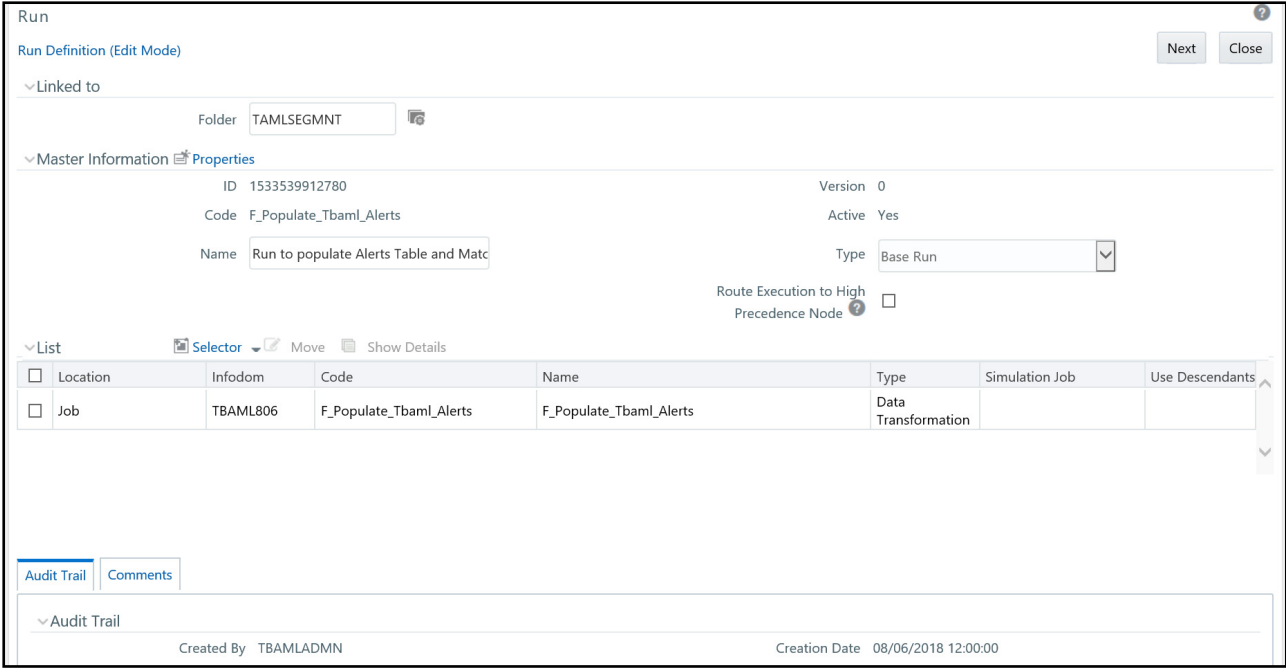 Run
Run Definition (Edit Mode)
Next Close
Linked to
Folder TAMLSEGMNT
Master Information Properties
ID 1533539912780 Version 0
Code F_Populate_Tbaml_Alerts Active Yes
Name Run to populate Alerts Table and Matc Type Base Run
Route Execution to High
Precedence Node ?
List Selector Move Show Details
Location Infodom Code Name Type Simulation Job Use Descendants
Job TBAML806 F_Populate_Tbaml_Alerts F_Populate_Tbaml_Alerts Data
Transformation
Audit Trail Comments
Audit Trail
Created By TBAMLADMN Creation Date 08/06/2018 12:00:00